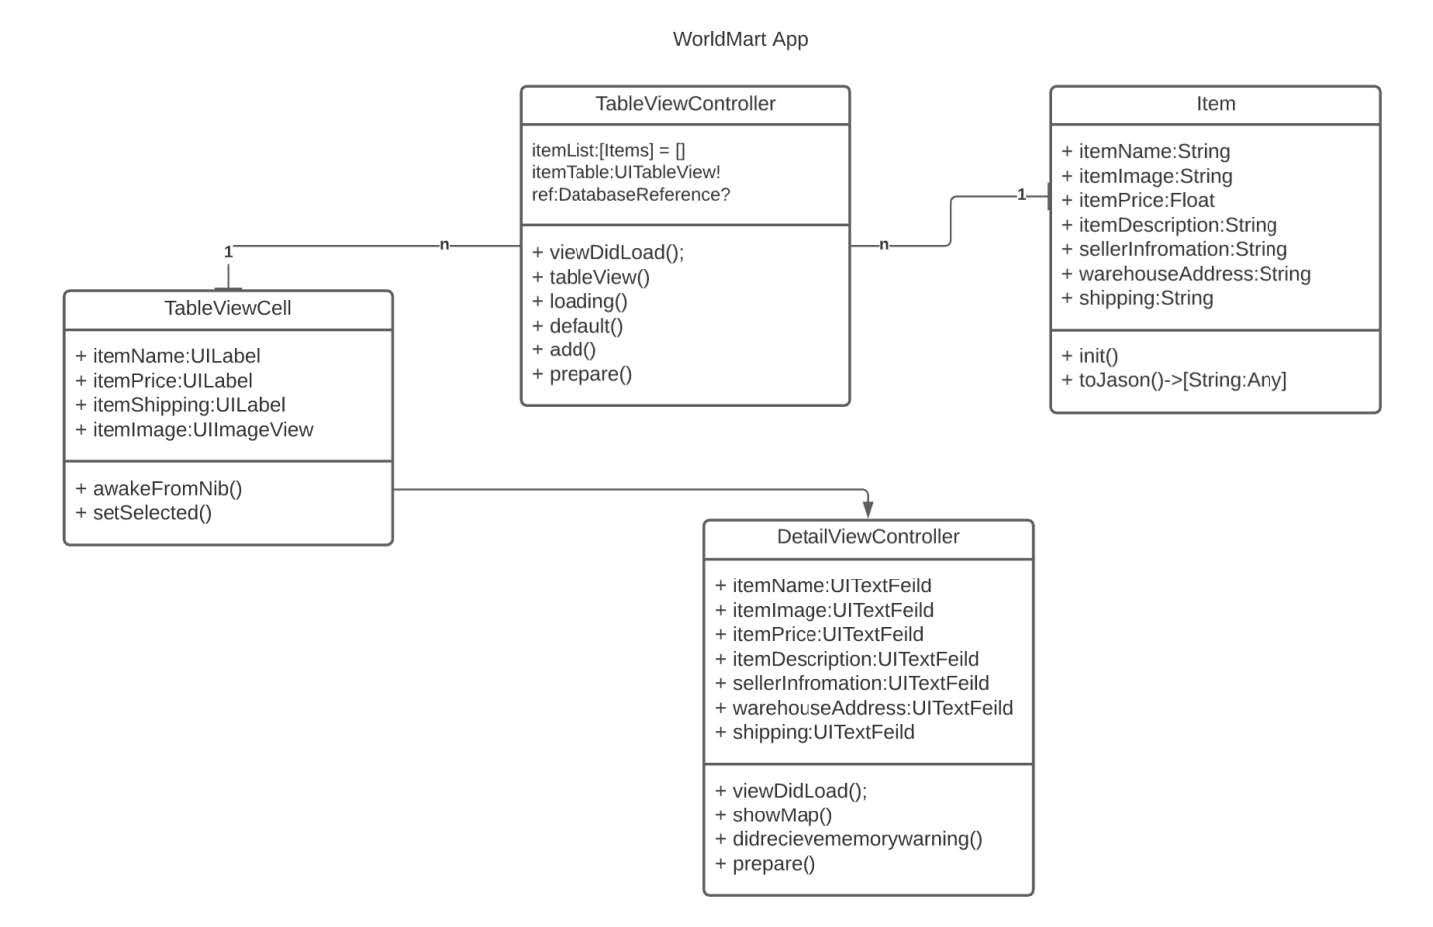 WorldMart App
TableViewController
itemList:[Items] = []
itemTable:UITableView!
ref:DatabaseReference?
+ viewDidLoad();
+ tableView()
+ loading()
+ default()
+ add()
+ prepare()
Item
+ itemName:String
+ itemImage:String
+ itemPrice:Float
+ itemDescription:String
+ sellerInfromation:String
+ warehouseAddress:String
+ shipping:String
+ init()
+ toJason()->[String:Any]
1
n
n
1
TableViewCell
+ itemName:UILabel
+ itemPrice:UILabel
+ itemShipping:UILabel
+ itemImage:UIImageView
+ awakeFromNib()
+ setSelected()
DetailViewController
+ itemName:UITextFeild
+ itemImage:UITextFeild
+ itemPrice:UITextFeild
+ itemDescription:UITextFeild
+ sellerInfromation:UITextFeild
+ warehouseAddress:UITextFeild
+ shipping:UITextFeild
+ viewDidLoad();
+ showMap()
+ didrecievememorywarning()
+ prepare()